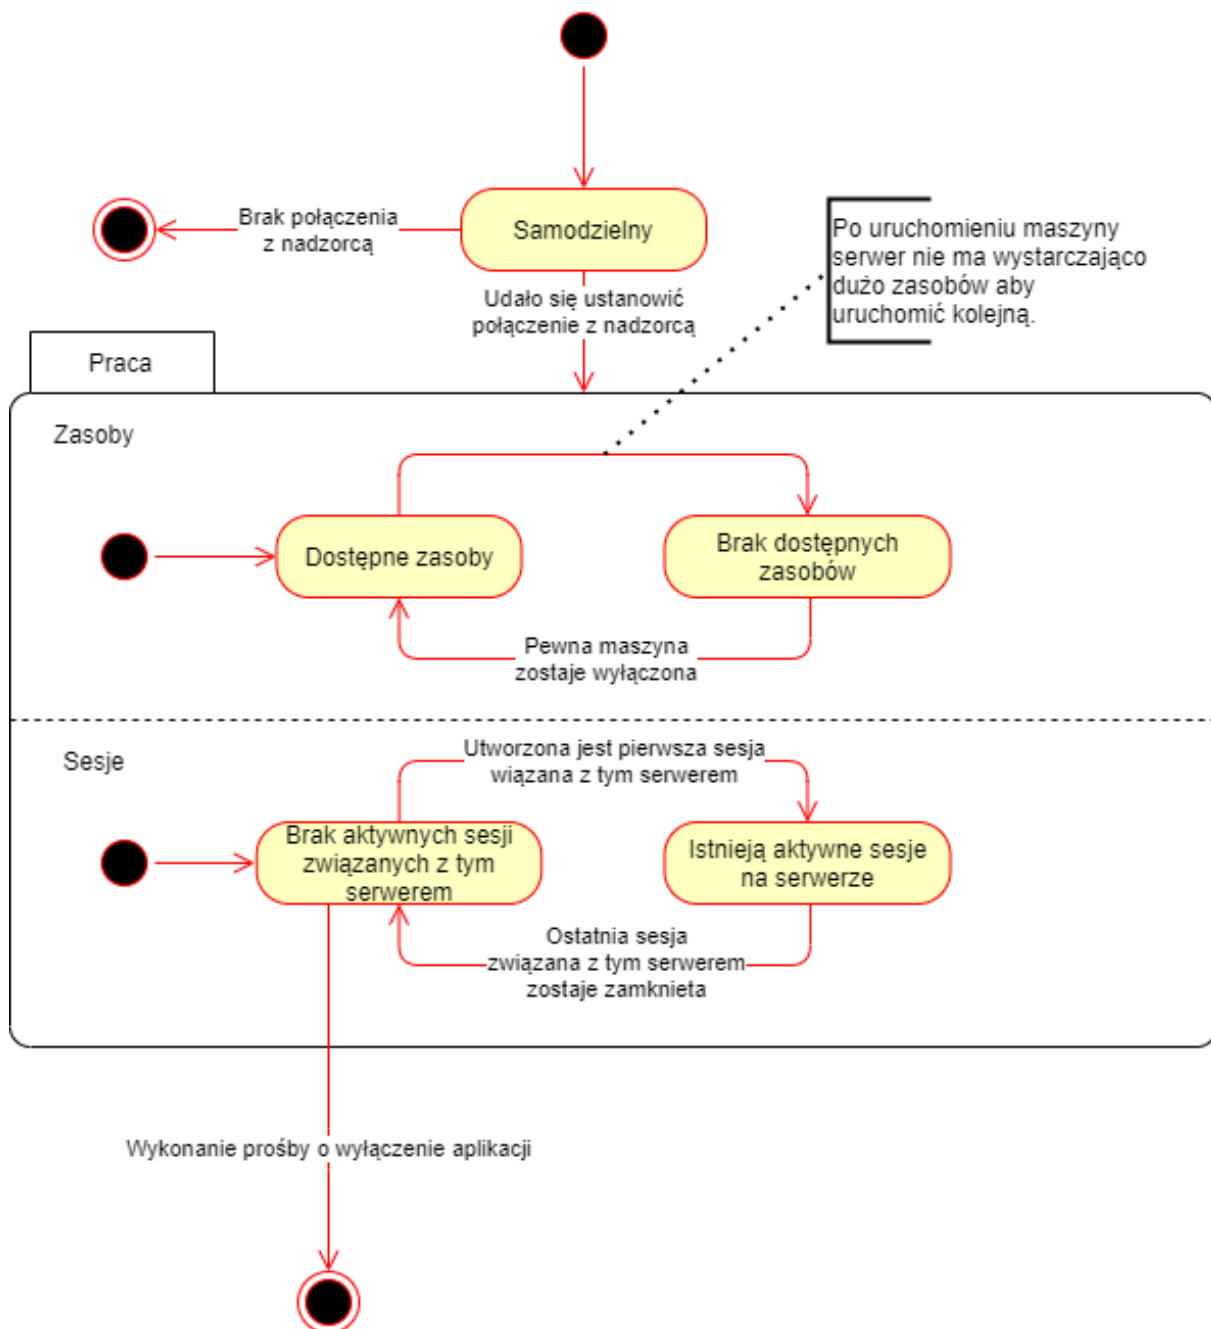 Brak połączenia
z nadzorcą
Samodzielny
Po uruchomieniu maszyny
serwer nie ma wystarczająco
dużo zasobów aby
uruchomić kolejną.
Udało się ustanowić
połączenie z nadzorcą
Praca
Zasoby
Dostępne zasoby
Brak dostępnych
zasobów
Pewna maszyna
zostaje wyłączona
Sesje
Utworzona jest pierwsza sesja
wiązana z tym serwerem
Brak aktywnych sesji
związanych z tym
serwerem
Istnieją aktywne sesje
na serwerze
Ostatnia sesja
związana z tym serwerem
zostaje zamknieta
Wykonanie prośby o wyłączenie aplikacji